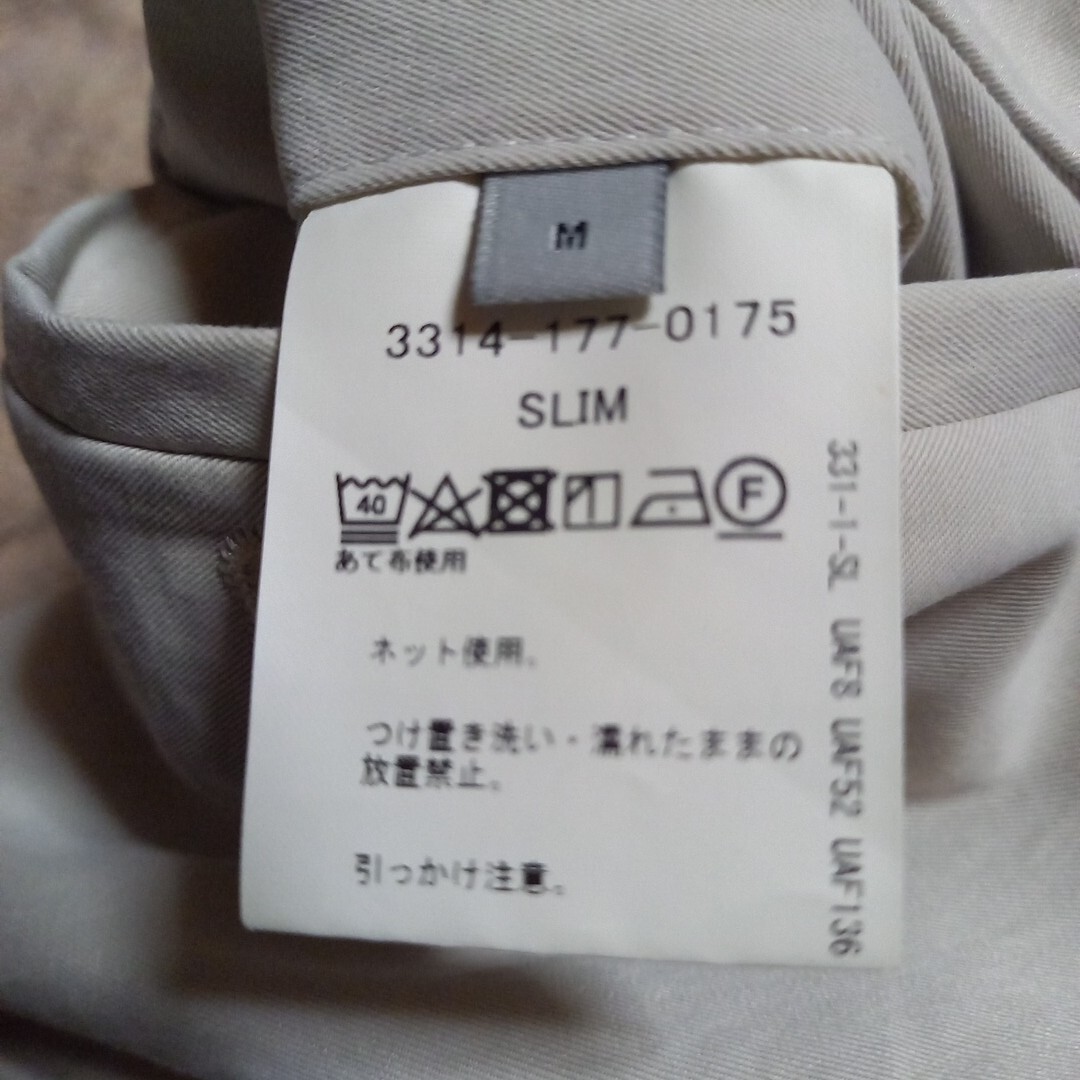 M
3314-177-0175
SLIM
40
F
あて布使用
ネット使用。
つけ置き洗い・濡れたままの
放置禁止。
引っかけ注意。
331-1-SL UAF8 UAF52 UAF136